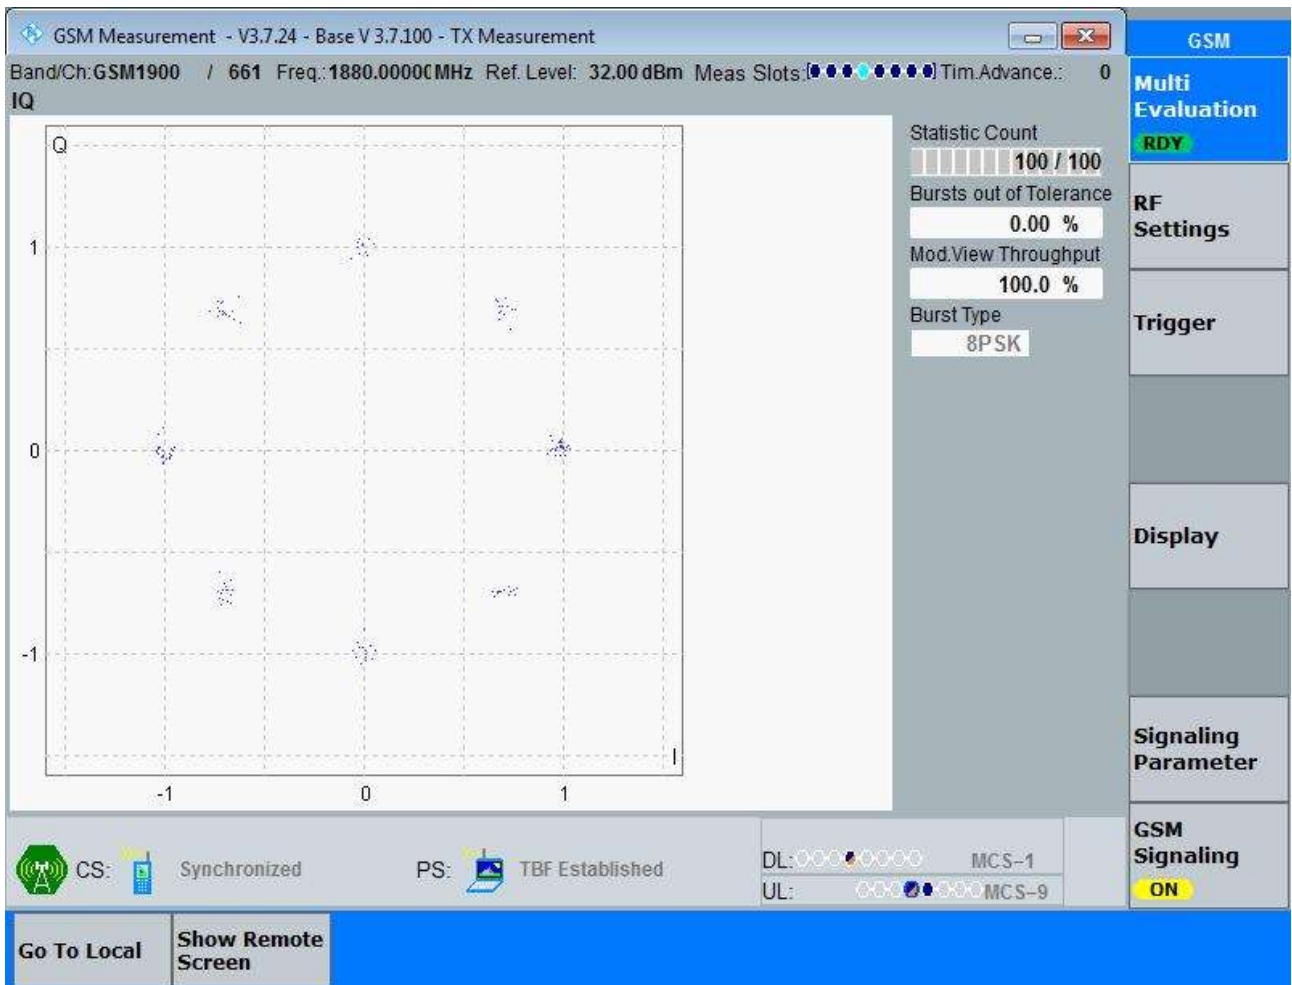 GSM Measurement - V3.7.24 - Base V 3.7.100 - TX Measurement
GSM
Band/Ch:GSM1900 / 661 Freq.:1880.00000 MHz Ref. Level: 32.00 dBm Meas Slots: Tim.Advance.: 0
IQ
Multi
Evaluation
RDY
Q
Statistic Count
100 / 100
Bursts out of Tolerance
0.00 %
Mod.View Throughput
100.0 %
Burst Type
8PSK
RF
Settings
Trigger
Display
Signaling
Parameter
GSM
Signaling
ON
1
0
-1
I
-1 0 1
CS: Synchronized PS: TBF Established
DL: MCS-1
UL: MCS-9
Go To Local
Show Remote
Screen